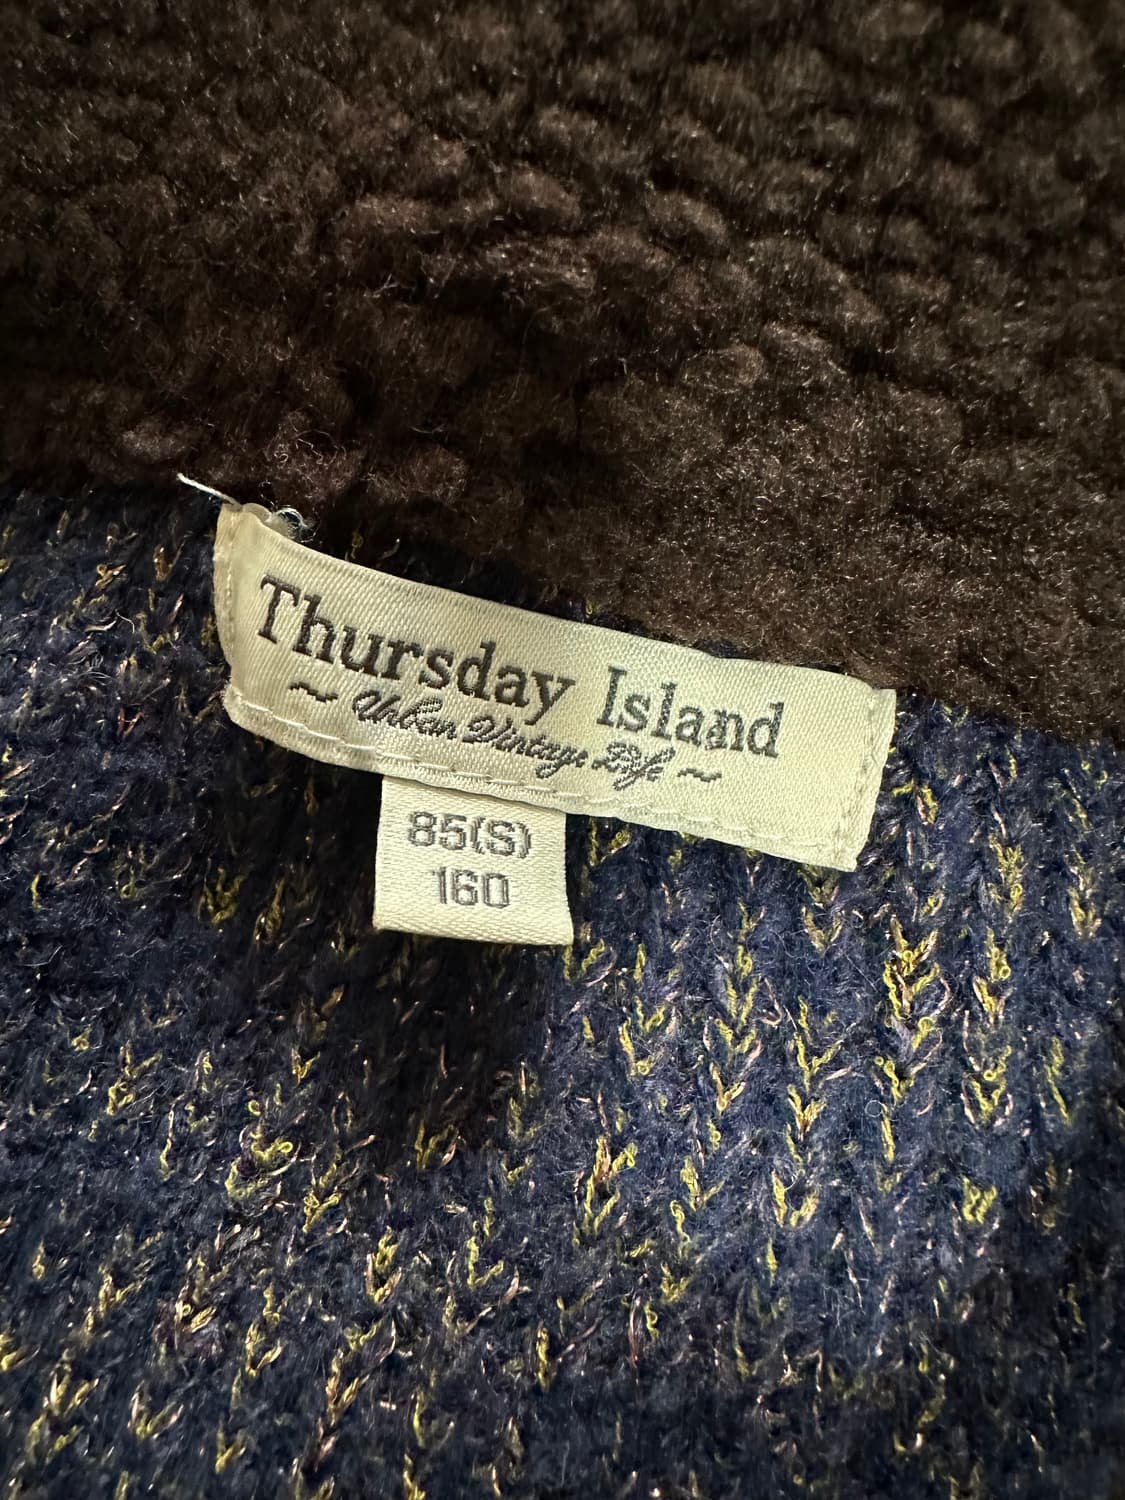 Thursday Island
~ Urban Vintage Life ~
85(S)
160